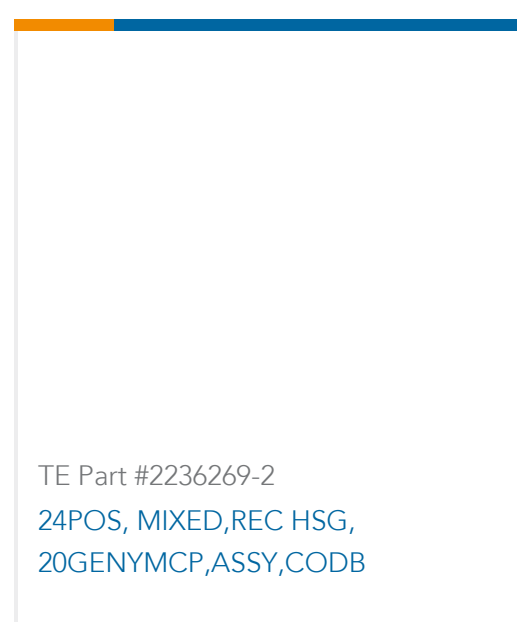 TE Part #2236269-2
24POS, MIXED,REC HSG,
20GENYMCP,ASSY,CODB